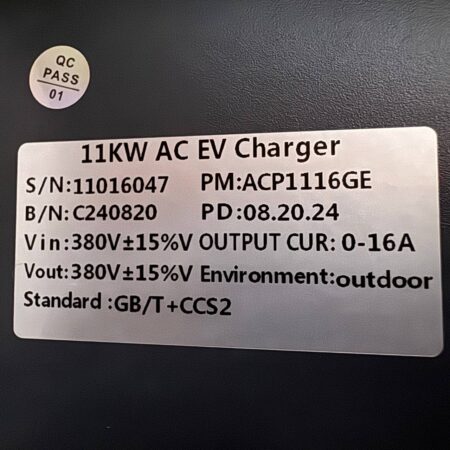 QC
PASS
01
11KW AC EV Charger
S/N:11016047 PM:ACP1116GE
B/N:C240820 PD:08.20.24
Vin:380V±15%V OUTPUT CUR: 0-16A
Vout:380V±15%V Environment:outdoor
Standard :GB/T+CCS2